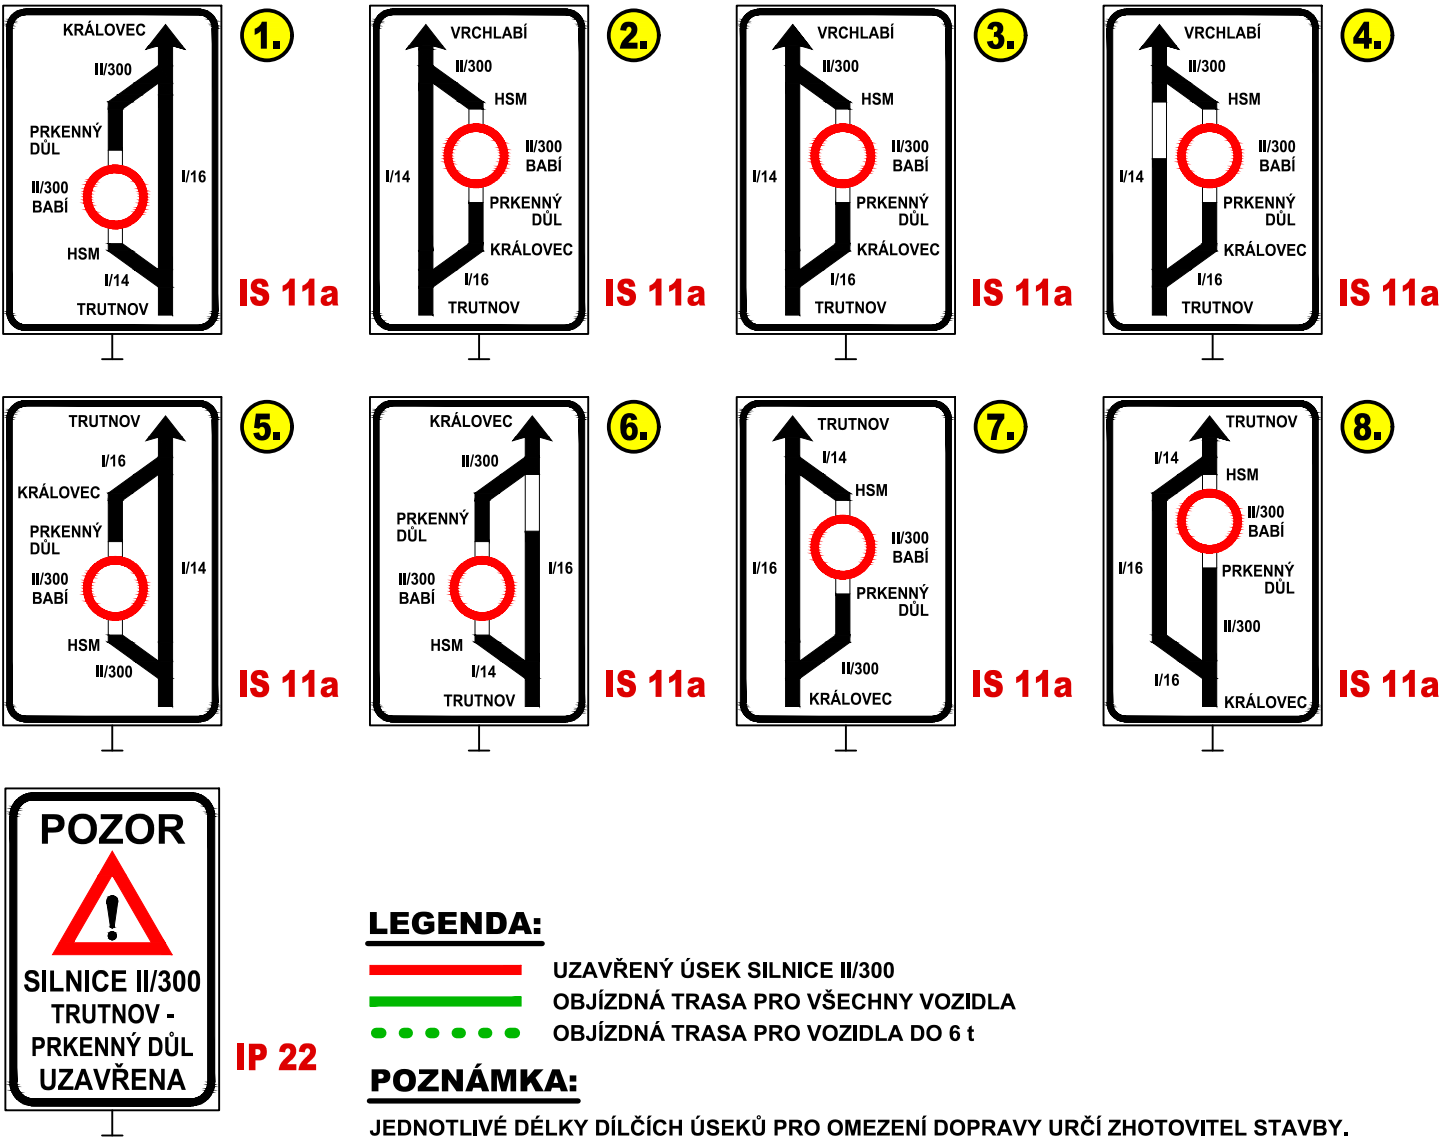 KRÁLOVEC
II/300
PRKENNÝ
DŮL
II/300
BABÍ
I/16
HSM
I/14
TRUTNOV
1.
IS 11a
VRCHLABÍ
II/300
HSM
II/300
BABÍ
I/14
PRKENNÝ
DŮL
KRÁLOVEC
I/16
TRUTNOV
2.
IS 11a
VRCHLABÍ
II/300
HSM
II/300
BABÍ
I/14
PRKENNÝ
DŮL
KRÁLOVEC
I/16
TRUTNOV
3.
IS 11a
VRCHLABÍ
II/300
HSM
II/300
BABÍ
I/14
PRKENNÝ
DŮL
KRÁLOVEC
I/16
TRUTNOV
4.
IS 11a
TRUTNOV
I/16
KRÁLOVEC
PRKENNÝ
DŮL
II/300
BABÍ
I/14
HSM
II/300
5.
IS 11a
KRÁLOVEC
II/300
PRKENNÝ
DŮL
II/300
BABÍ
I/16
HSM
I/14
TRUTNOV
6.
IS 11a
TRUTNOV
I/14
HSM
II/300
BABÍ
I/16
PRKENNÝ
DŮL
II/300
KRÁLOVEC
7.
IS 11a
TRUTNOV
I/14
HSM
II/300
BABÍ
I/16
PRKENNÝ
DŮL
II/300
I/16
KRÁLOVEC
8.
IS 11a
POZOR
!
SILNICE II/300
TRUTNOV -
PRKENNÝ DŮL
UZAVŘENA
IP 22
LEGENDA:
UZAVŘENÝ ÚSEK SILNICE II/300
OBJÍZDNÁ TRASA PRO VŠECHNY VOZIDLA
OBJÍZDNÁ TRASA PRO VOZIDLA DO 6 t
POZNÁMKA:
JEDNOTLIVÉ DÉLKY DÍLČÍCH ÚSEKŮ PRO OMEZENÍ DOPRAVY URČÍ ZHOTOVITEL STAVBY.